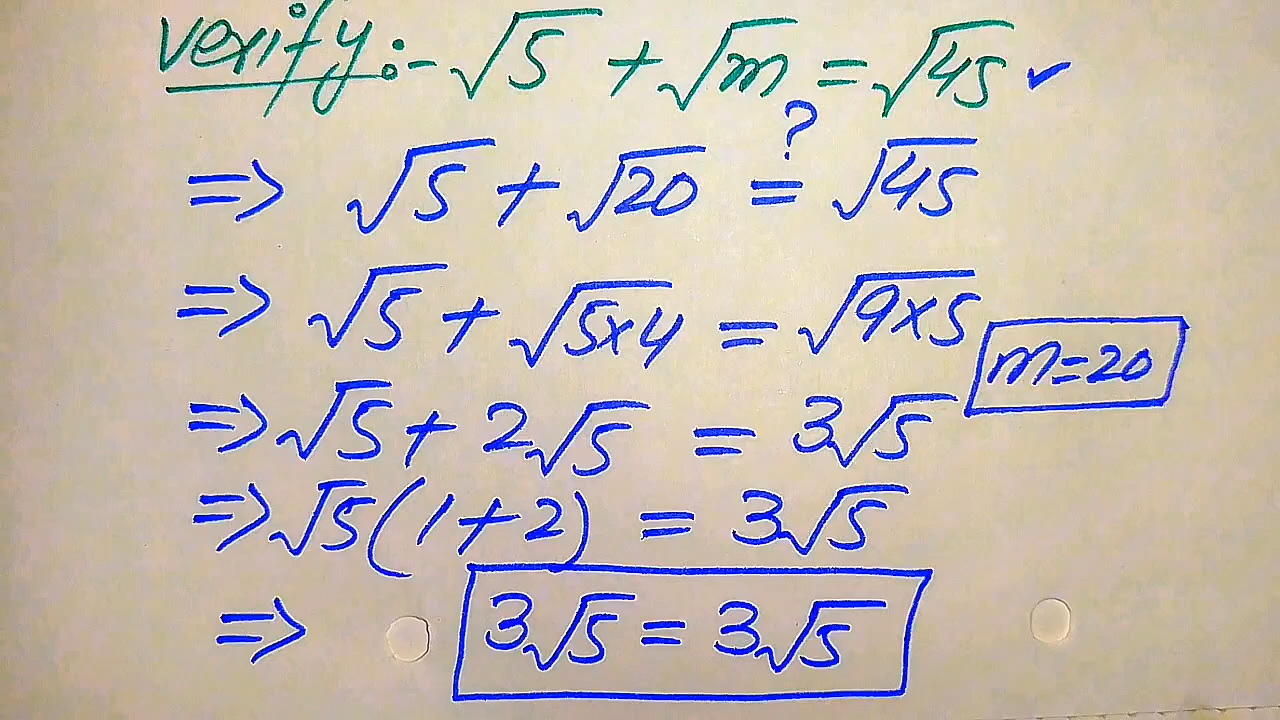 verify:- √5 + √m = √45 ✓
?
=> √5 + √20 = √45
=> √5 + √5×4 = √9×5
m=20
=> √5 + 2√5 = 3√5
=> √5(1+2) = 3√5
=> 3√5 = 3√5